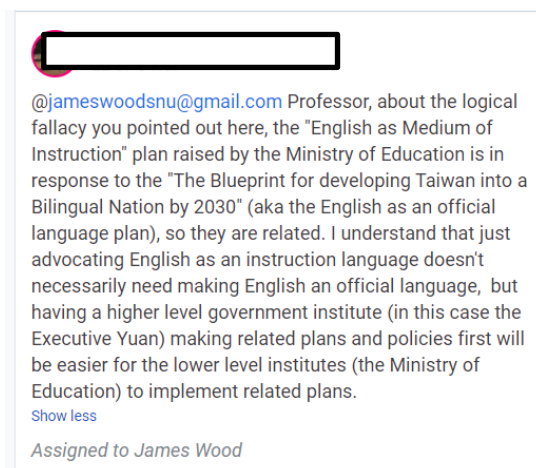 @jameswoodsnu@gmail.com Professor, about the logical
fallacy you pointed out here, the "English as Medium of
Instruction" plan raised by the Ministry of Education is in
response to the "The Blueprint for developing Taiwan into a
Bilingual Nation by 2030" (aka the English as an official
language plan), so they are related. I understand that just
advocating English as an instruction language doesn't
necessarily need making English an official language,  but
having a higher level government institute (in this case the
Executive Yuan) making related plans and policies first will
be easier for the lower level institutes (the Ministry of
Education) to implement related plans.
Show less
Assigned to James Wood